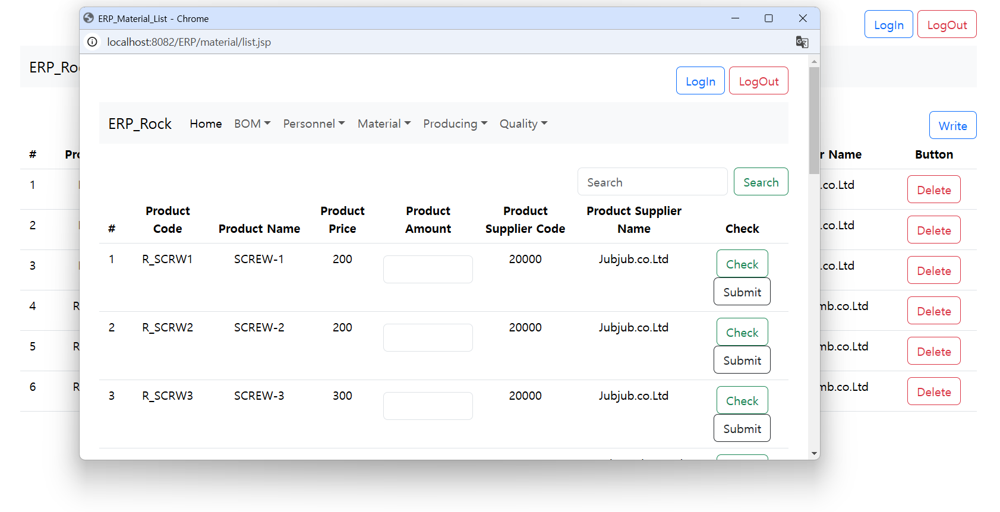 ERP_Material_List - Chrome
localhost:8082/ERP/material/list.jsp
LogIn LogOut
ERP_Rock Home BOM Personnel Material Producing Quality
Search Search
# Product Code Product Name Product Price Product Amount Product Supplier Code Product Supplier Name Check
1 R_SCRW1 SCREW-1 200 20000 Jubjub.co.Ltd Check
Submit
2 R_SCRW2 SCREW-2 200 20000 Jubjub.co.Ltd Check
Submit
3 R_SCRW3 SCREW-3 300 20000 Jubjub.co.Ltd Check
Submit
LogIn LogOut
Write
# Name Button
1 .co.Ltd Delete
2 .co.Ltd Delete
3 .co.Ltd Delete
4 R mb.co.Ltd Delete
5 R mb.co.Ltd Delete
6 R mb.co.Ltd Delete